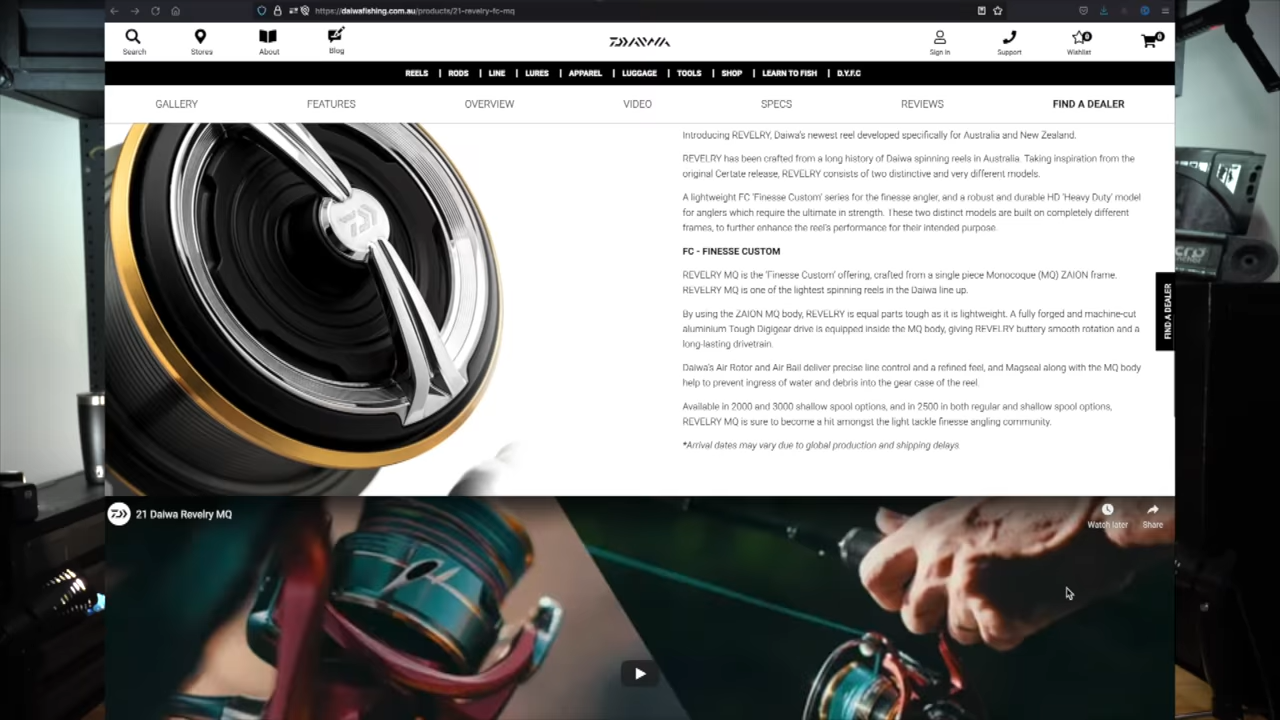 https://daiwafishing.com.au/products/21-revelry-fc-mq
Search
Stores
About
Blog
DAIWA
Sign in
Support
0
Wishlist
0
REELS | RODS | LINE | LURES | APPAREL | LUGGAGE | TOOLS | SHOP | LEARN TO FISH | D.Y.F.C
GALLERY FEATURES OVERVIEW VIDEO SPECS REVIEWS FIND A DEALER
Introducing REVELRY, Daiwa's newest reel developed specifically for Australia and New Zealand.
REVELRY has been crafted from a long history of Daiwa spinning reels in Australia. Taking inspiration from the
original Certate release, REVELRY consists of two distinctive and very different models.
A lightweight FC 'Finesse Custom' series for the finesse angler, and a robust and durable HD 'Heavy Duty' model
for anglers which require the ultimate in strength. These two distinct models are built on completely different
frames, to further enhance the reel's performance for their intended purpose.
FC - FINESSE CUSTOM
REVELRY MQ is the 'Finesse Custom' offering, crafted from a single piece Monocoque (MQ) ZAION frame.
REVELRY MQ is one of the lightest spinning reels in the Daiwa line up.
By using the ZAION MQ body, REVELRY is equal parts tough as it is lightweight. A fully forged and machine-cut
aluminium Tough Digigear drive is equipped inside the MQ body, giving REVELRY buttery smooth rotation and a
long-lasting drivetrain.
Daiwa's Air Rotor and Air Bail deliver precise line control and a refined feel, and Magseal along with the MQ body
help to prevent ingress of water and debris into the gear case of the reel.
Available in 2000 and 3000 shallow spool options, and in 2500 in both regular and shallow spool options,
REVELRY MQ is sure to become a hit amongst the light tackle finesse angling community.
*Arrival dates may vary due to global production and shipping delays
FIND A DEALER
21 Daiwa Revelry MQ
Watch later
Share